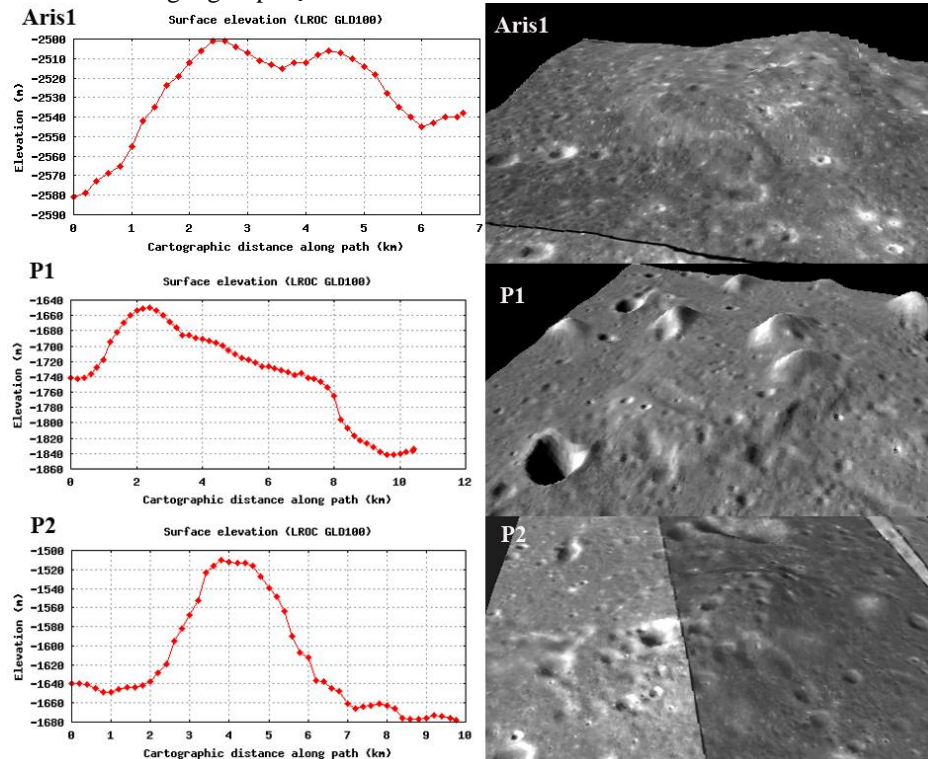 Aris1
Surface elevation (LROC GLD100)
Elevation (m)
-2500
-2510
-2520
-2530
-2540
-2550
-2560
-2570
-2580
-2590
0 1 2 3 4 5 6 7
Cartographic distance along path (km)
Aris1
P1
Surface elevation (LROC GLD100)
Elevation (m)
-1640
-1660
-1680
-1700
-1720
-1740
-1760
-1780
-1800
-1820
-1840
-1860
0 2 4 6 8 10 12
Cartographic distance along path (km)
P1
P2
Surface elevation (LROC GLD100)
Elevation (m)
-1500
-1520
-1540
-1560
-1580
-1600
-1620
-1640
-1660
-1680
0 1 2 3 4 5 6 7 8 9 10
Cartographic distance along path (km)
P2